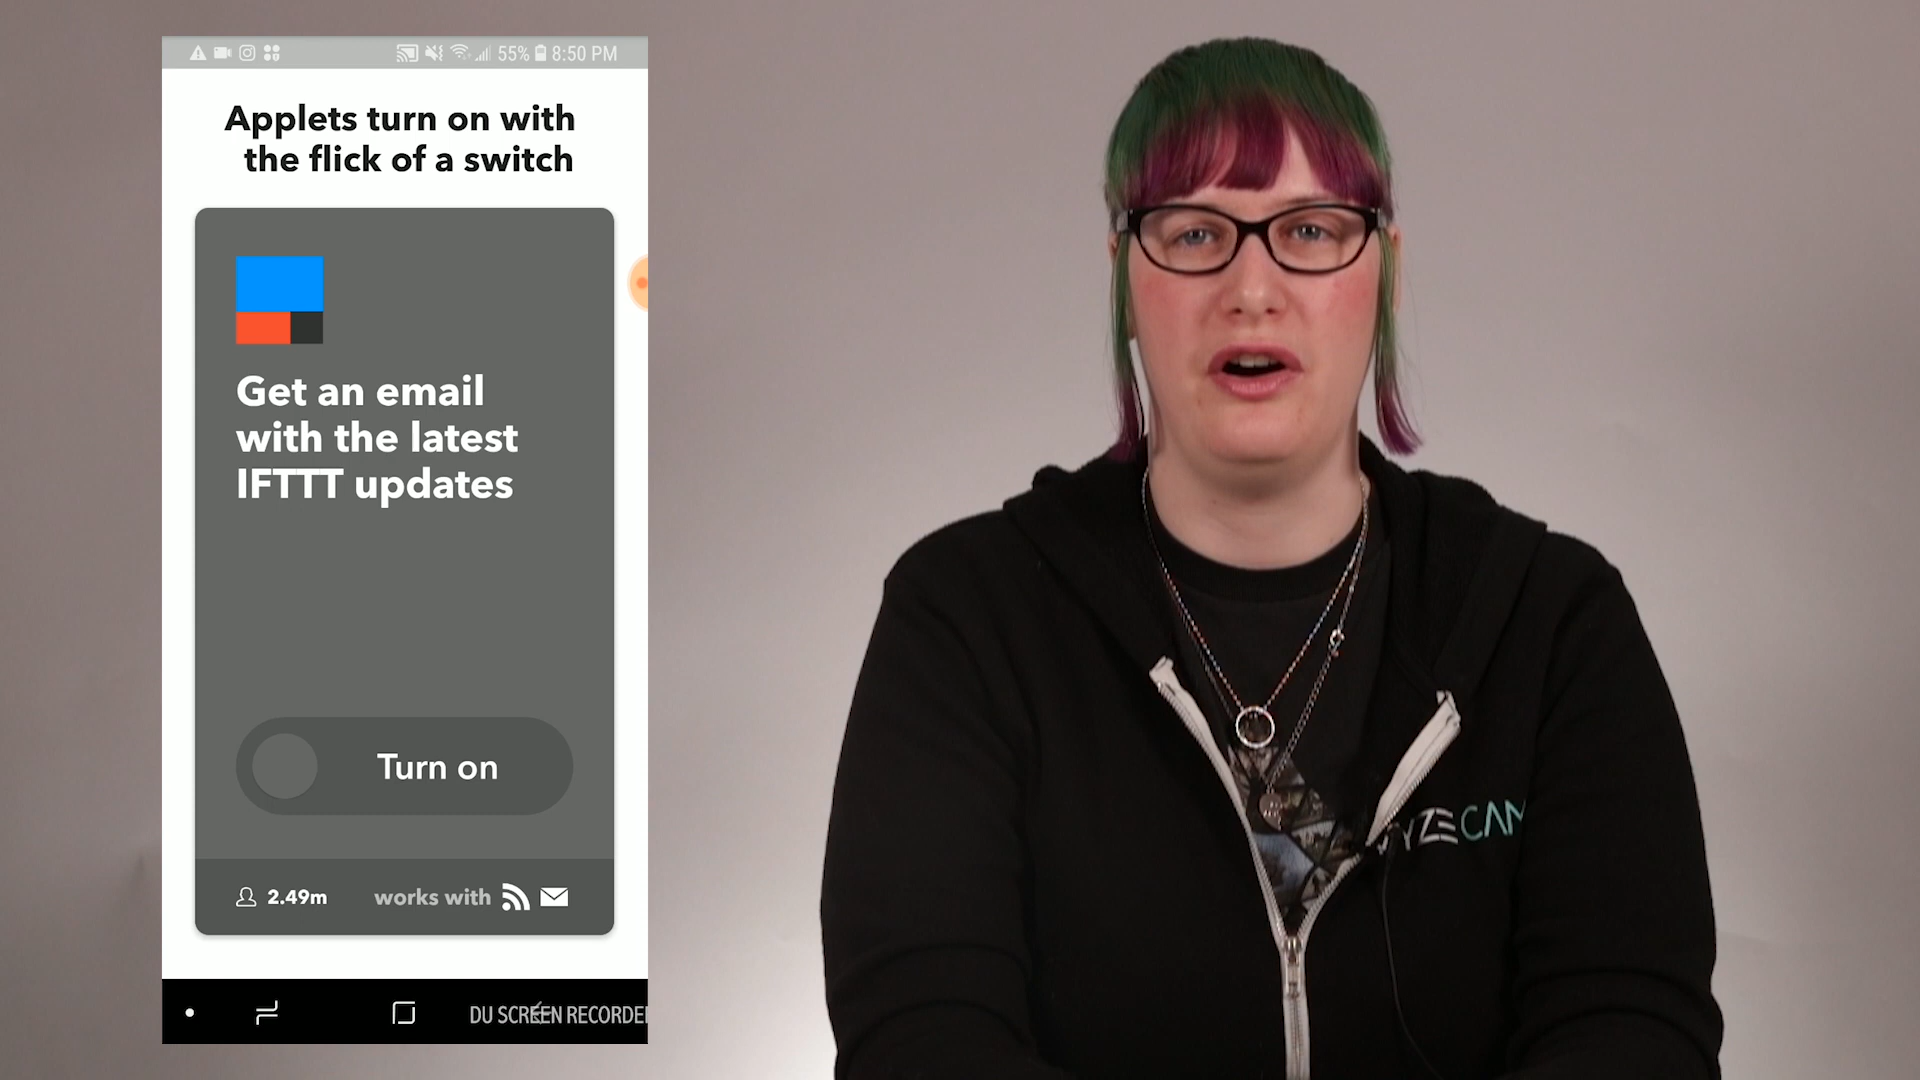 55% 8:50 PM
Applets turn on with
the flick of a switch
Get an email
with the latest
IFTTT updates
Turn on
2.49m works with
DU SCREEN RECORDE
YZECAM